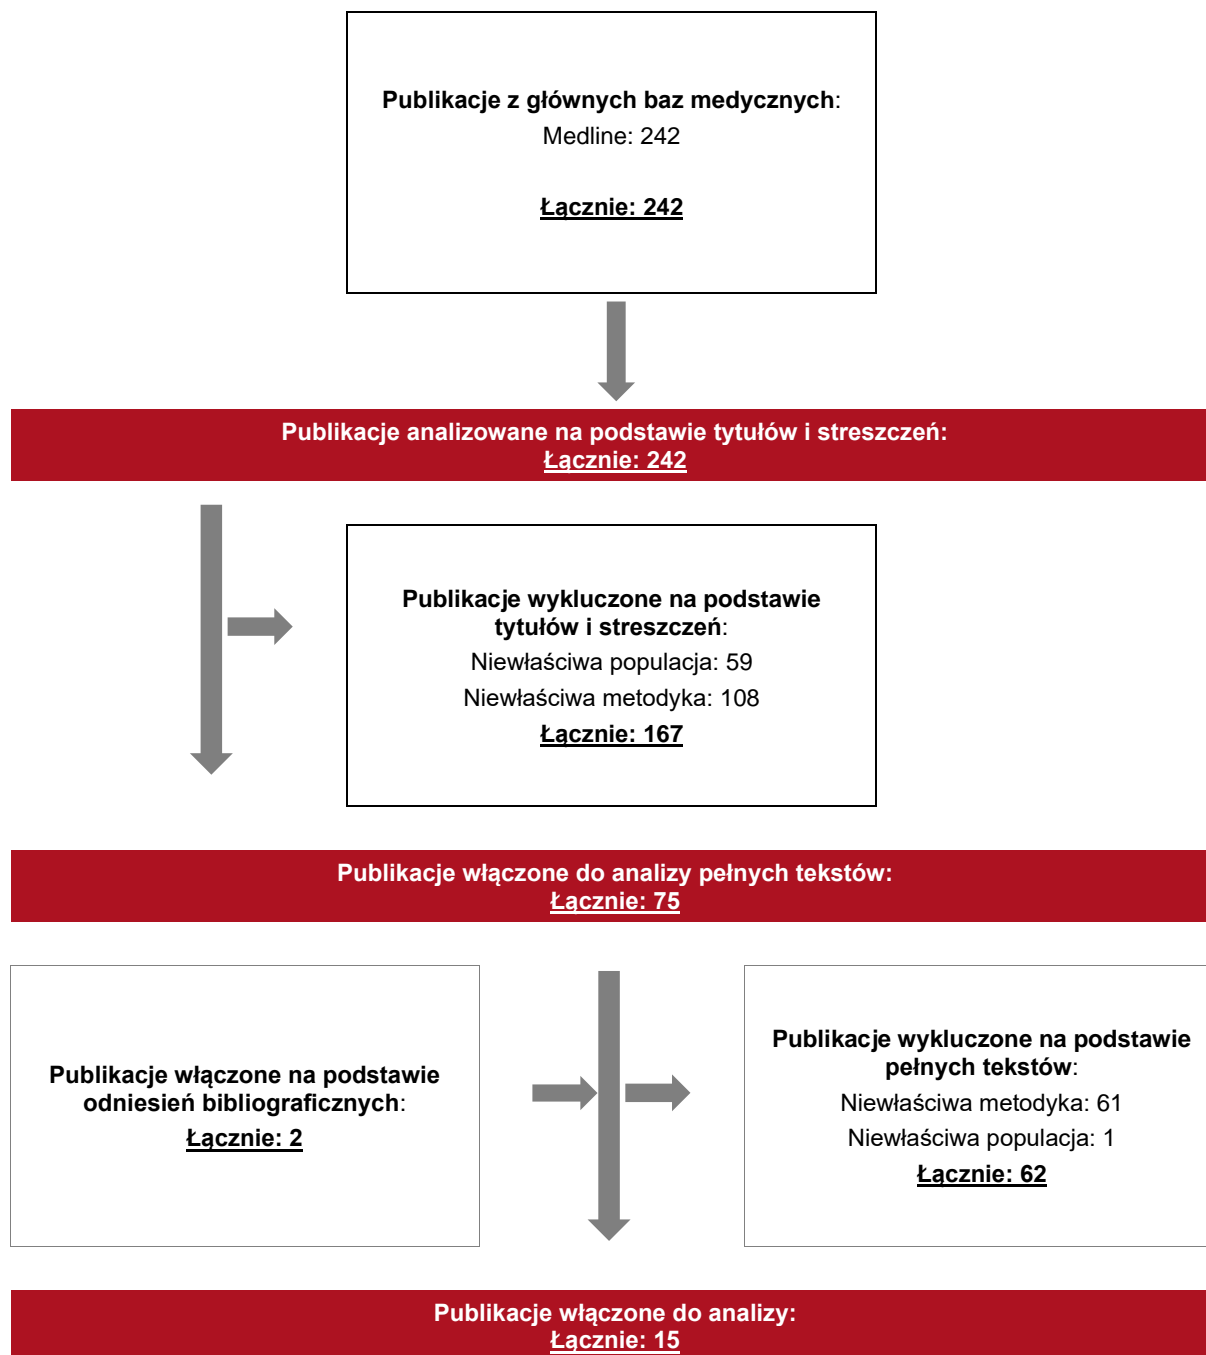 Publikacje z głównych baz medycznych:
Medline: 242
Łącznie: 242
Publikacje analizowane na podstawie tytułów i streszczeń:
Łącznie: 242
Publikacje wykluczone na podstawie
tytułów i streszczeń:
Niewłaściwa populacja: 59
Niewłaściwa metodyka: 108
Łącznie: 167
Publikacje włączone do analizy pełnych tekstów:
Łącznie: 75
Publikacje włączone na podstawie
odniesień bibliograficznych:
Łącznie: 2
Publikacje wykluczone na podstawie
pełnych tekstów:
Niewłaściwa metodyka: 61
Niewłaściwa populacja: 1
Łącznie: 62
Publikacje włączone do analizy:
Łącznie: 15